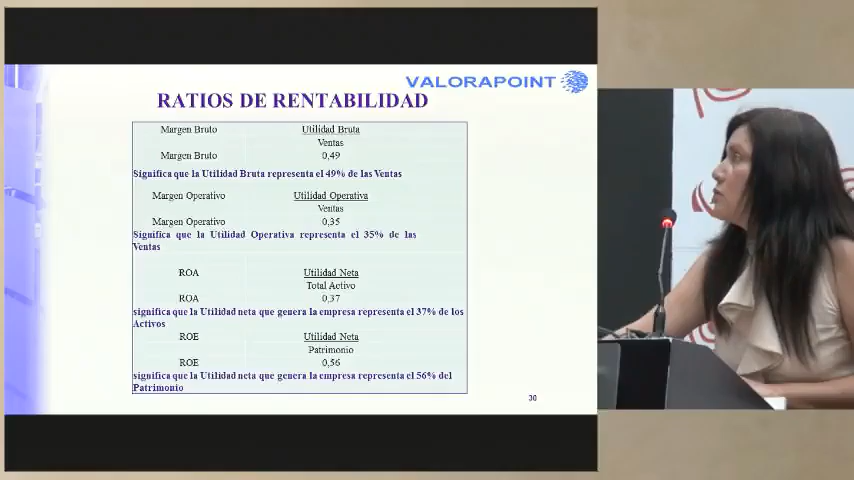 VALORAPOINT
RATIOS DE RENTABILIDAD
Margen Bruto Utilidad Bruta
Ventas
Margen Bruto 0,49
Significa que la Utilidad Bruta representa el 49% de las Ventas
Margen Operativo Utilidad Operativa
Ventas
Margen Operativo 0,35
Significa que la Utilidad Operativa representa el 35% de las
Ventas
ROA Utilidad Neta
Total Activo
ROA 0,37
significa que la Utilidad neta que genera la empresa representa el 37% de los
Activos
ROE Utilidad Neta
Patrimonio
ROE 0,56
significa que la Utilidad neta que genera la empresa representa el 56% del
Patrimonio
30